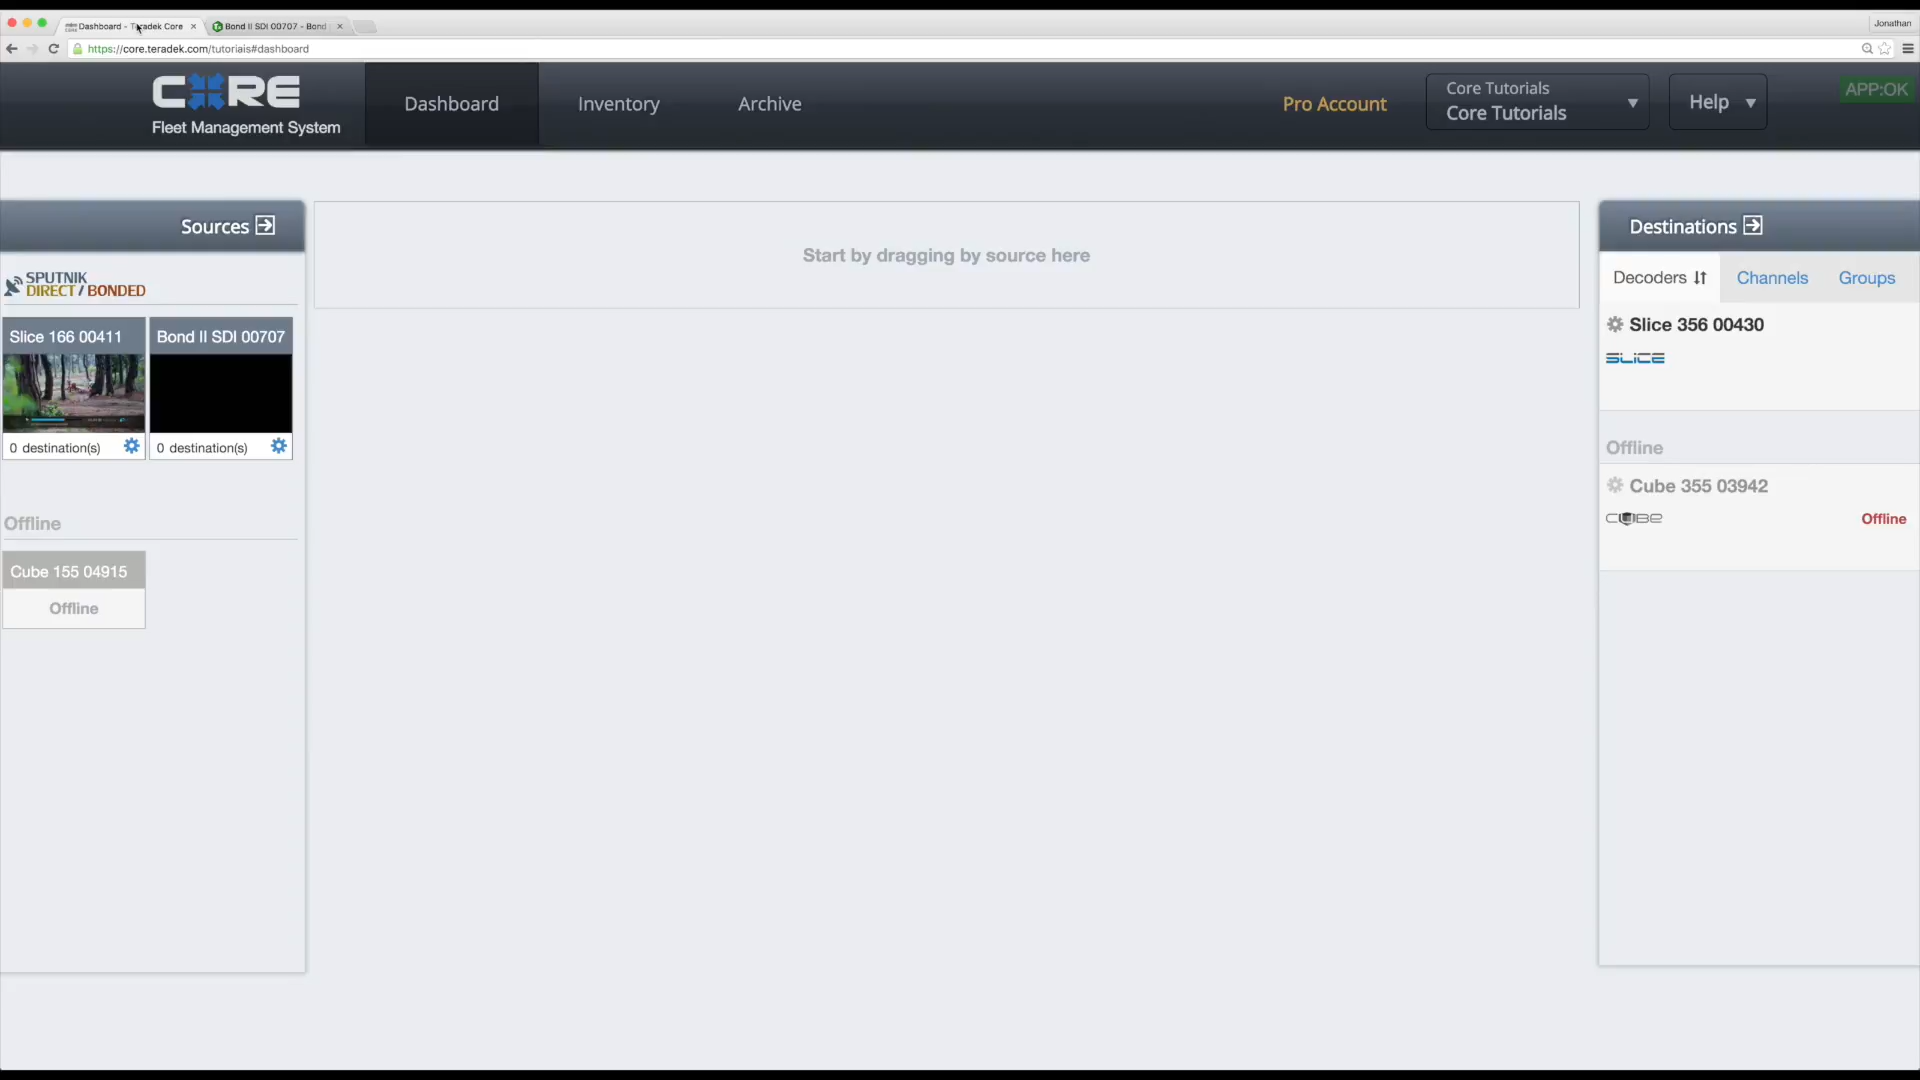 Dashboard - Teradek Core
Bond II SDI 00707 - Bond
Jonathan
https://core.teradek.com/tutorials#dashboard
CORE
Fleet Management System
Dashboard
Inventory
Archive
Pro Account
Core Tutorials
Core Tutorials
Help
APP:OK
Sources
SPUTNIK
DIRECT / BONDED
Slice 166 00411
Bond II SDI 00707
0 destination(s)
0 destination(s)
Offline
Cube 155 04915
Offline
Start by dragging by source here
Destinations
Decoders
Channels
Groups
Slice 356 00430
SLICE
Offline
Cube 355 03942
CUBE
Offline